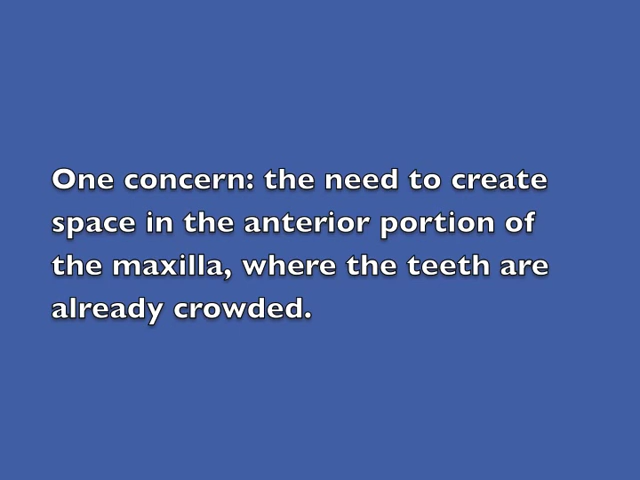 One concern: the need to create
space in the anterior portion of
the maxilla, where the teeth are
already crowded.